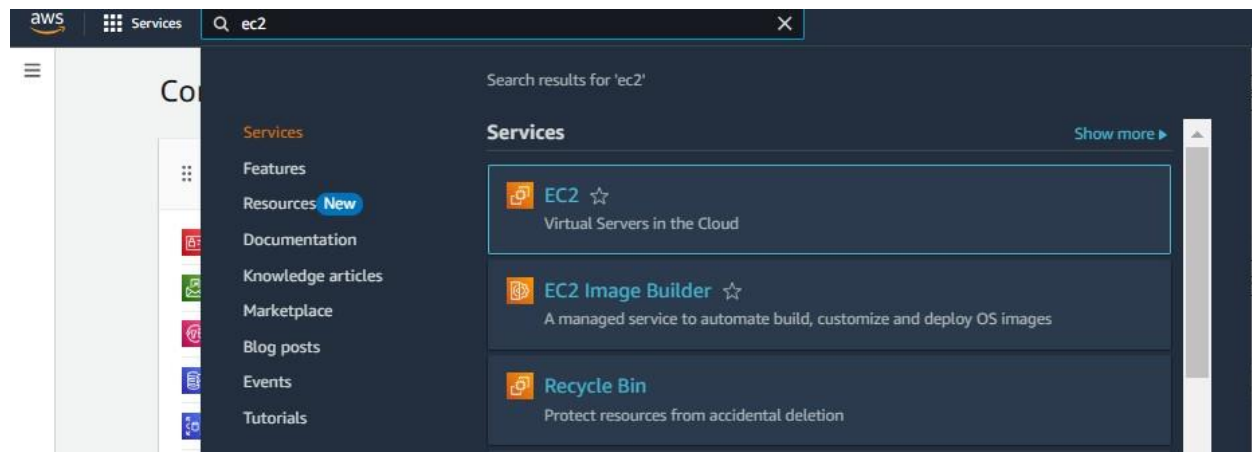 aws Services ec2
Search results for 'ec2'
Services
Features
Resources New
Documentation
Knowledge articles
Marketplace
Blog posts
Events
Tutorials
Services Show more
EC2
Virtual Servers in the Cloud
EC2 Image Builder
A managed service to automate build, customize and deploy OS images
Recycle Bin
Protect resources from accidental deletion